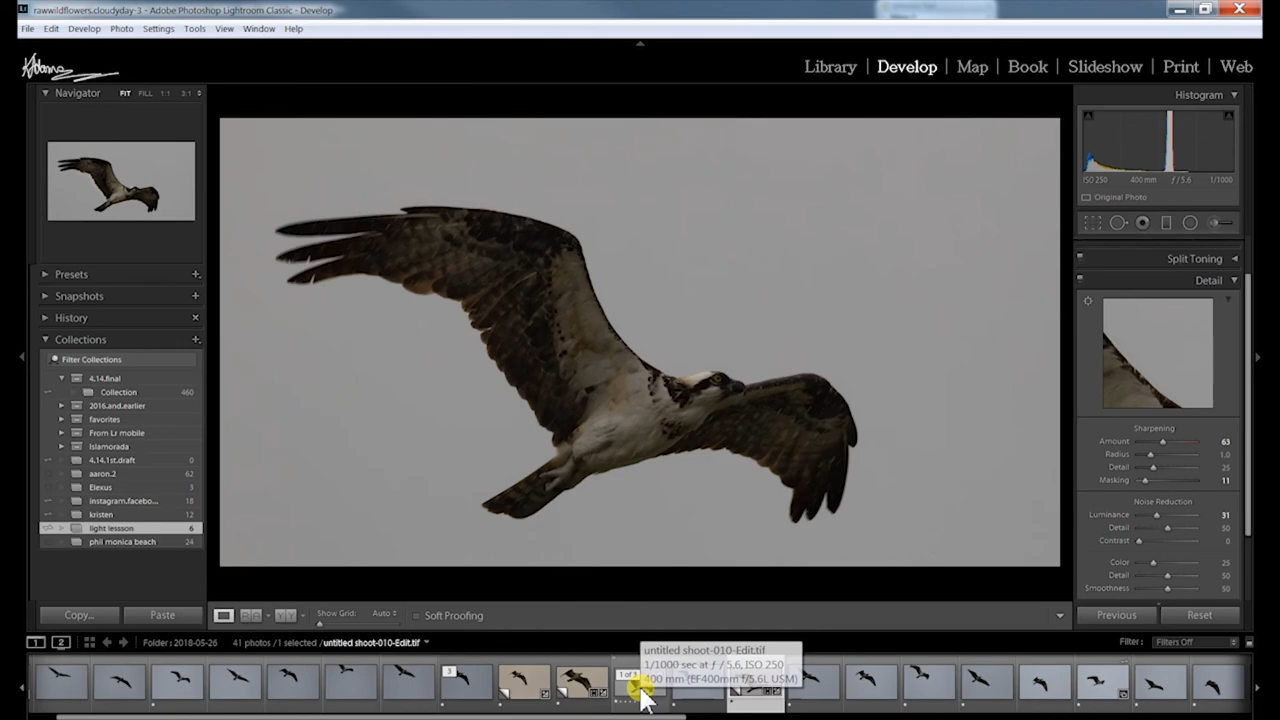 rawwildflowers.cloudyday-3 - Adobe Photoshop Lightroom Classic - Develop
File Edit Develop Photo Settings Tools View Window Help
Library | Develop | Map | Book | Slideshow | Print | Web
Navigator FIT FILL 1:1 3:1
Histogram
ISO 250 400 mm ƒ / 5.6 1/1000
Original Photo
Presets
Snapshots
History
Collections
Filter Collections
4.14.final
Collection 460
2016.and.earlier
favorites
From Lr mobile
Islamorada
4.14.1st.draft 0
aaron.2 62
Elexus 3
instagram.facebo... 18
kristen 12
light lessson 6
phil monica beach 24
Split Toning
Detail
Sharpening
Amount 63
Radius 1.0
Detail 25
Masking 11
Noise Reduction
Luminance 31
Detail 50
Contrast 0
Color 25
Detail 50
Smoothness 50
Copy... Paste
Show Grid: Auto Soft Proofing
Previous Reset
1 2 Folder : 2018-05-26 41 photos / 1 selected / untitled shoot-010-Edit.tif Filter : Filters Off
untitled shoot-010-Edit.tif
1/1000 sec at ƒ / 5.6, ISO 250
400 mm (EF400mm f/5.6L USM)
3
1 of 3